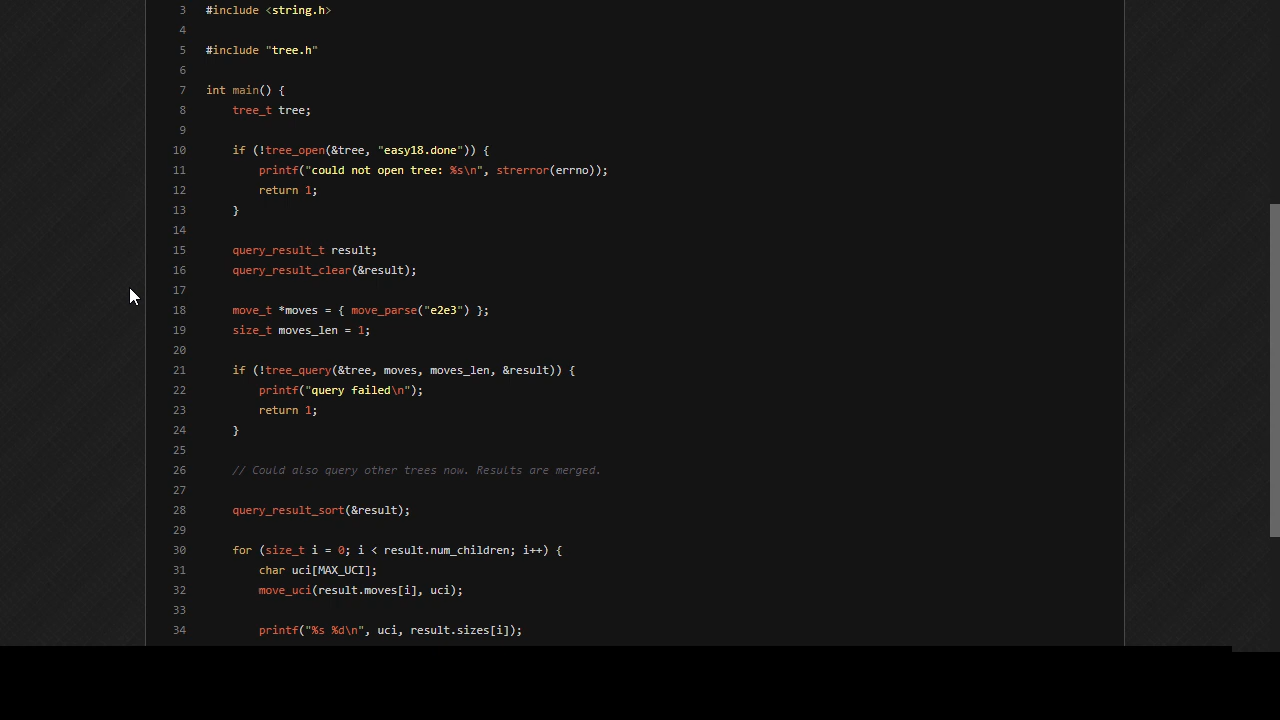 3 #include <string.h>
4
5 #include "tree.h"
6
7 int main() {
8 tree_t tree;
9
10 if (!tree_open(&tree, "easy18.done")) {
11 printf("could not open tree: %s\n", strerror(errno));
12 return 1;
13 }
14
15 query_result_t result;
16 query_result_clear(&result);
17
18 move_t *moves = { move_parse("e2e3") };
19 size_t moves_len = 1;
20
21 if (!tree_query(&tree, moves, moves_len, &result)) {
22 printf("query failed\n");
23 return 1;
24 }
25
26 // Could also query other trees now. Results are merged.
27
28 query_result_sort(&result);
29
30 for (size_t i = 0; i < result.num_children; i++) {
31 char uci[MAX_UCI];
32 move_uci(result.moves[i], uci);
33
34 printf("%s %d\n", uci, result.sizes[i]);